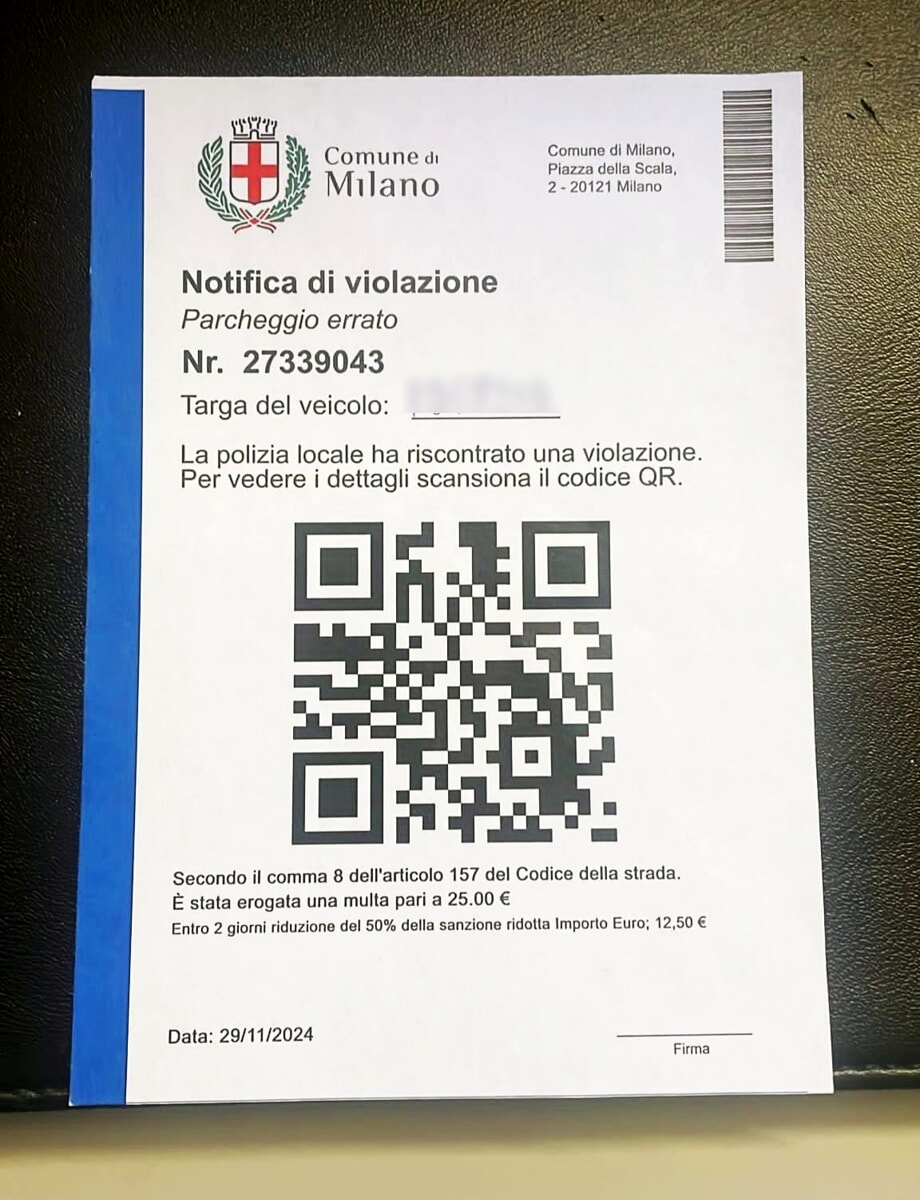 Comune di
Milano
Comune di Milano,
Piazza della Scala,
2 - 20121 Milano
Notifica di violazione
Parcheggio errato
Nr. 27339043
Targa del veicolo:
La polizia locale ha riscontrato una violazione.
Per vedere i dettagli scansiona il codice QR.
Secondo il comma 8 dell'articolo 157 del Codice della strada.
È stata erogata una multa pari a 25.00 €
Entro 2 giorni riduzione del 50% della sanzione ridotta Importo Euro; 12,50 €
Data: 29/11/2024
Firma